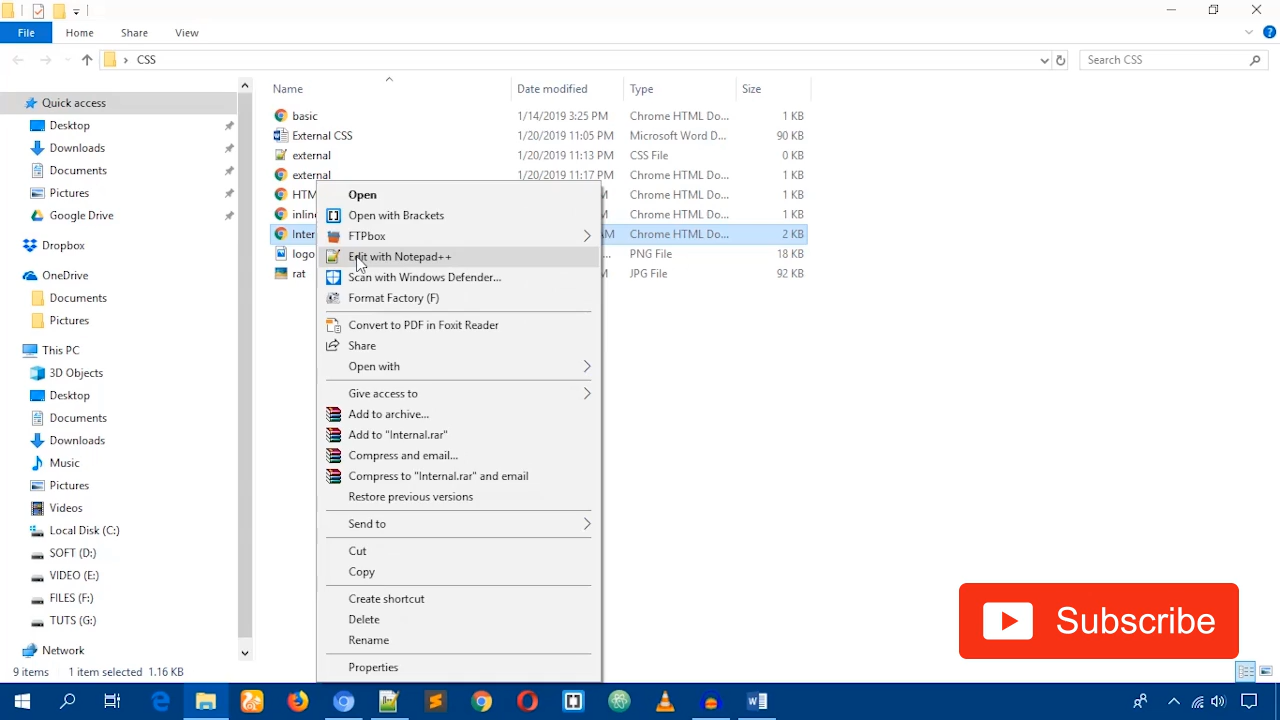 File Home Share View
CSS Search CSS
Name Date modified Type Size
Quick access
Desktop
Downloads
Documents
Pictures
Google Drive
Dropbox
OneDrive
Documents
Pictures
This PC
3D Objects
Desktop
Documents
Downloads
Music
Pictures
Videos
Local Disk (C:)
SOFT (D:)
VIDEO (E:)
FILES (F:)
TUTS (G:)
Network
basic 1/14/2019 3:25 PM Chrome HTML Do... 1 KB
External CSS 1/20/2019 11:05 PM Microsoft Word D... 90 KB
external 1/20/2019 11:13 PM CSS File 0 KB
external 1/20/2019 11:17 PM Chrome HTML Do... 1 KB
HTM Chrome HTML Do... 1 KB
inlin Chrome HTML Do... 1 KB
Inter AM Chrome HTML Do... 2 KB
logo ... PNG File 3 KB
rat JPG File 92 KB
Open
Open with Brackets
FTPbox
Edit with Notepad++
Scan with Windows Defender...
Format Factory (F)
Convert to PDF in Foxit Reader
Share
Open with
Give access to
Add to archive...
Add to "Internal.rar"
Compress and email...
Compress to "Internal.rar" and email
Restore previous versions
Send to
Cut
Copy
Create shortcut
Delete
Rename
Properties
Subscribe
9 items 1 item selected 1.16 KB